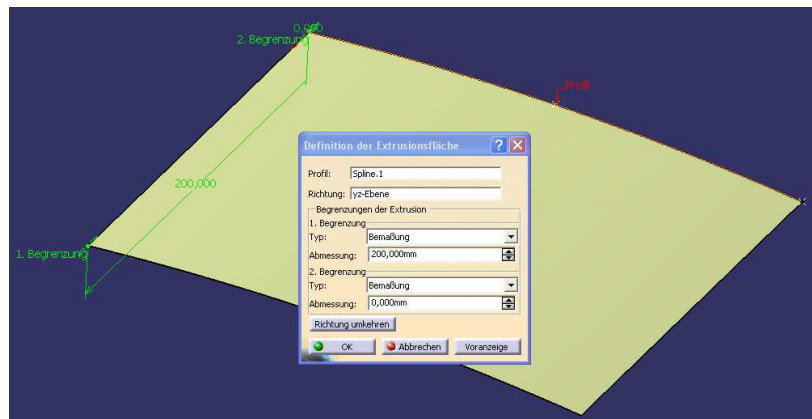 0,000
2. Begrenzung
Profil
200,000
1. Begrenzung
Definition der Extrusionsfläche
Profil: Spline.1
Richtung: yz-Ebene
Begrenzungen der Extrusion
1. Begrenzung
Typ: Bemaßung
Abmessung: 200,000mm
2. Begrenzung
Typ: Bemaßung
Abmessung: 0,000mm
Richtung umkehren
OK Abbrechen Voranzeige